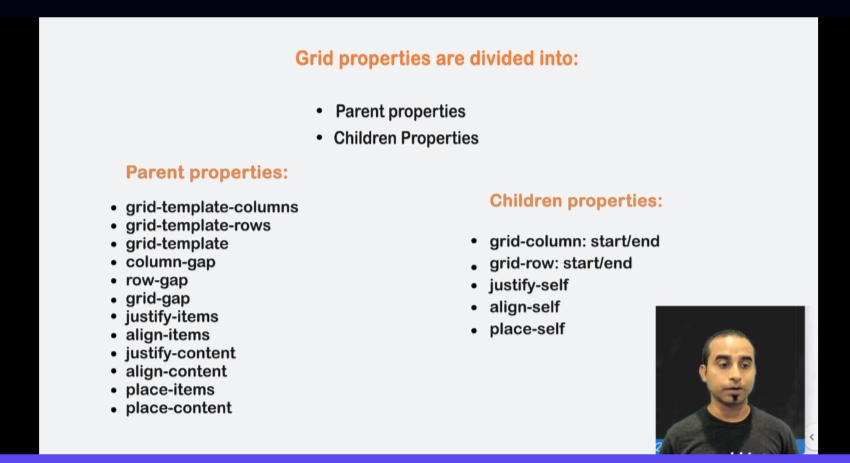 Grid properties are divided into:
• Parent properties
• Children Properties
Parent properties:
• grid-template-columns
• grid-template-rows
• grid-template
• column-gap
• row-gap
• grid-gap
• justify-items
• align-items
• justify-content
• align-content
• place-items
• place-content
Children properties:
• grid-column: start/end
• grid-row: start/end
• justify-self
• align-self
• place-self